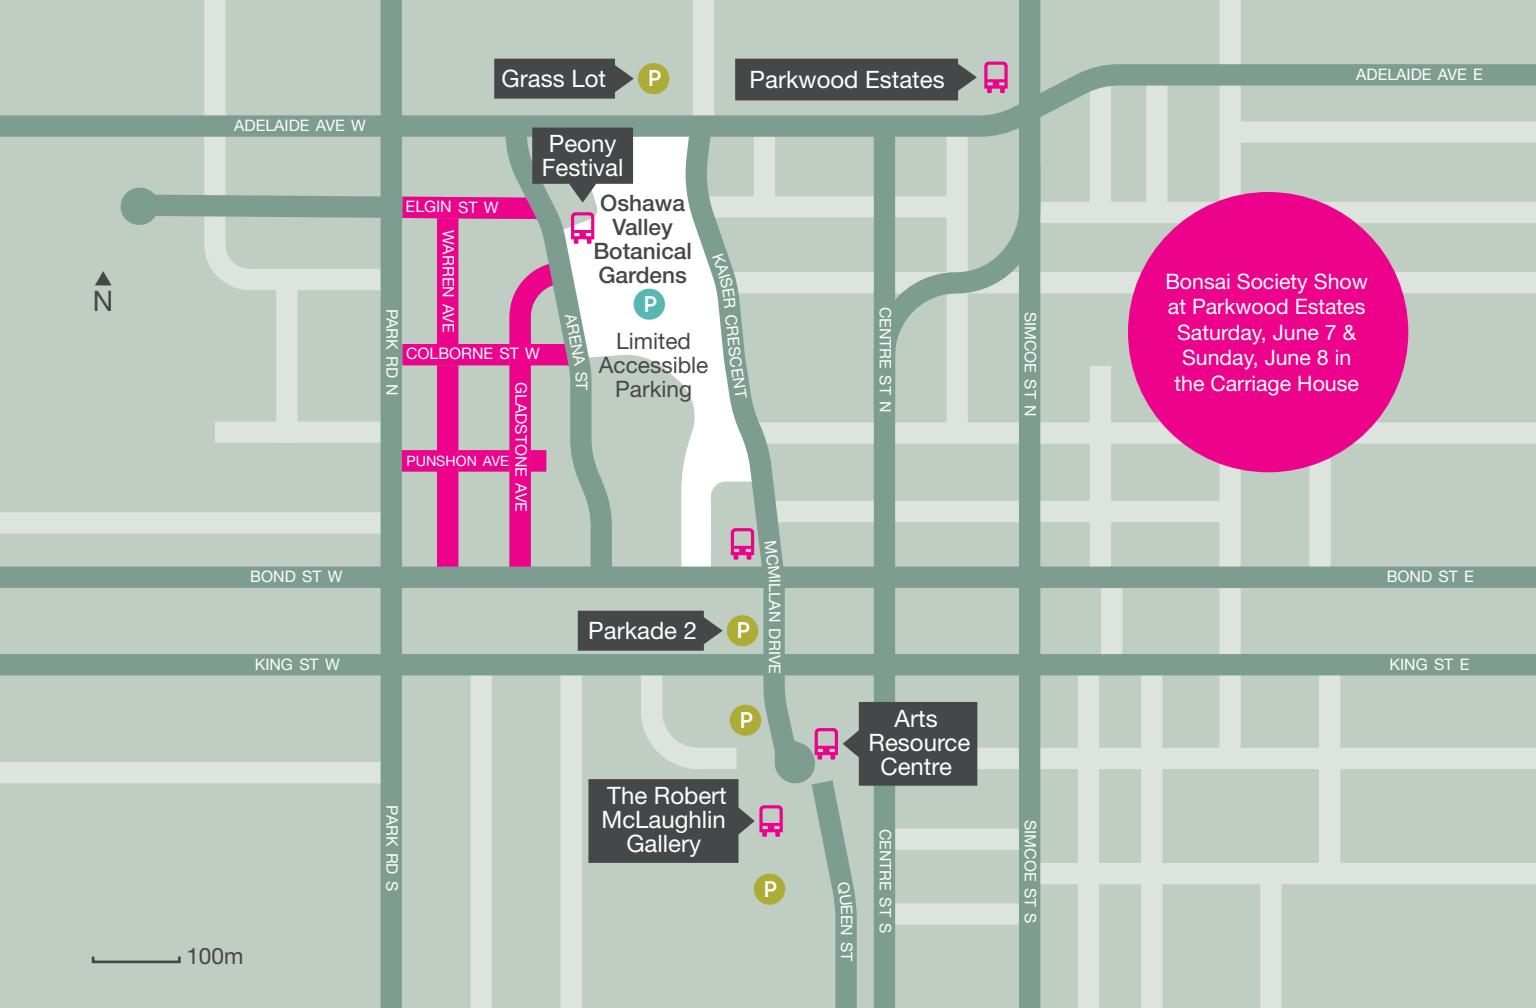 Grass Lot
P
Parkwood Estates
ADELAIDE AVE E
ADELAIDE AVE W
Peony
Festival
ELGIN ST W
Oshawa
Valley
Botanical
Gardens
P
Limited
Accessible
Parking
WARREN AVE
N
PARK RD N
COLBORNE ST W
ARENA ST
KAISER CRESCENT
CENTRE ST N
SIMCOE ST N
Bonsai Society Show
at Parkwood Estates
Saturday, June 7 &
Sunday, June 8 in
the Carriage House
GLADSTONE AVE
PUNSHON AVE
BOND ST W
MCMILLAN DRIVE
BOND ST E
Parkade 2
P
KING ST W
KING ST E
P
Arts
Resource
Centre
The Robert
McLaughlin
Gallery
P
PARK RD S
QUEEN ST
CENTRE ST S
SIMCOE ST S
100m